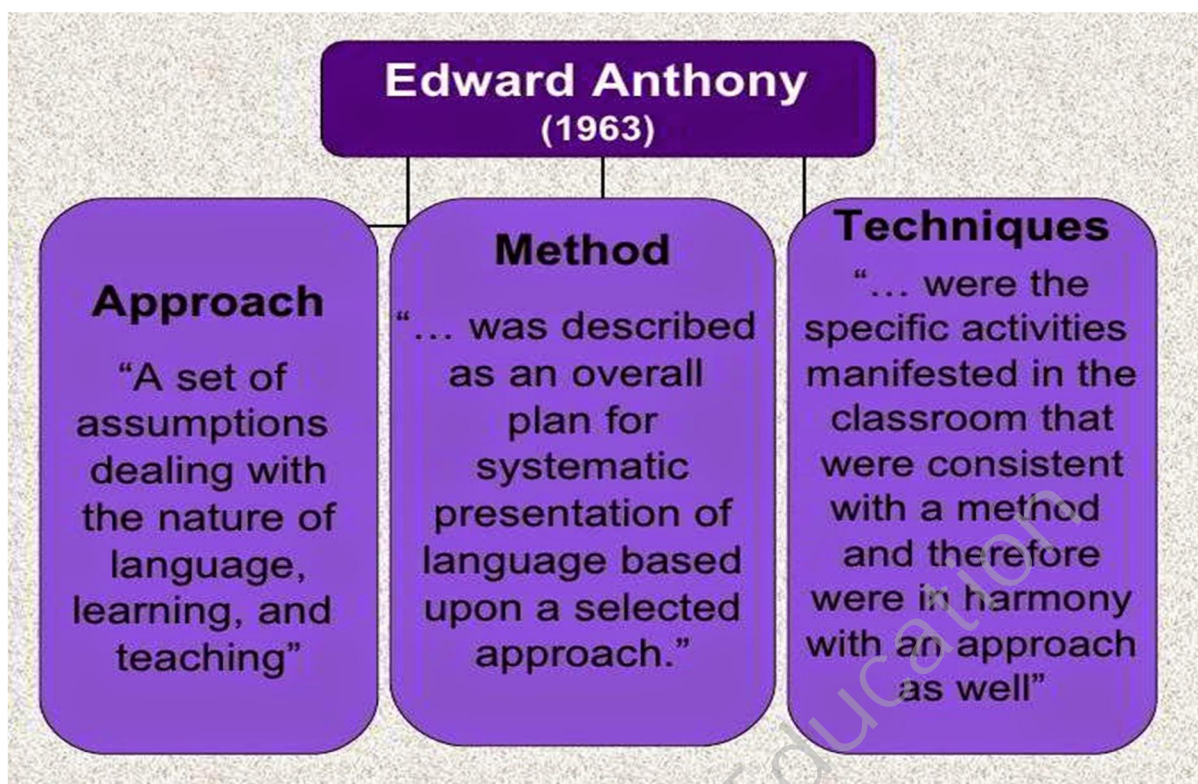 Edward Anthony
(1963)
Approach
“A set of
assumptions
dealing with
the nature of
language,
learning, and
teaching”
Method
“… was described
as an overall
plan for
systematic
presentation of
language based
upon a selected
approach.”
Techniques
“… were the
specific activities
manifested in the
classroom that
were consistent
with a method
and therefore
were in harmony
with an approach
as well”
Education